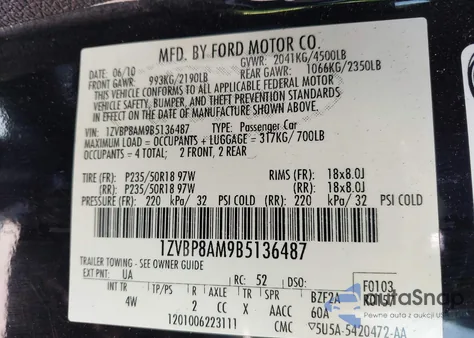 MFD. BY FORD MOTOR CO.
DATE: 06/10 GVWR: 2041KG/4500LB
FRONT GAWR: 993KG/2190LB REAR GAWR: 1066KG/2350LB
THIS VEHICLE CONFORMS TO ALL APPLICABLE FEDERAL MOTOR
VEHICLE SAFETY, BUMPER, AND THEFT PREVENTION STANDARDS
IN EFFECT ON THE DATE OF MANUFACTURE SHOWN ABOVE.
VIN: 1ZVBP8AM9B5136487 TYPE: Passenger Car
MAXIMUM LOAD = OCCUPANTS + LUGGAGE = 317KG/700LB
OCCUPANTS = 4 TOTAL: 2 FRONT, 2 REAR
TIRE (FR): P235/50R18 97W RIMS (FR): 18x8.0J
(RR): P235/50R18 97W (RR): 18x8.0J
PRESSURE (FR): 220 kPa/ 32 PSI COLD (RR): 220 kPa/ 32 PSI COLD
1ZVBP8AM9B5136487
TRAILER TOWING - SEE OWNER GUIDE
EXT PNT: UA RC: 52 DSO: F0103
INT TR TP/PS R AXLE TR SPR BZF2A
4W 2 CC X AACC 60A
1201006223111 CMC 5U5A-5420472-AA
autoSnap